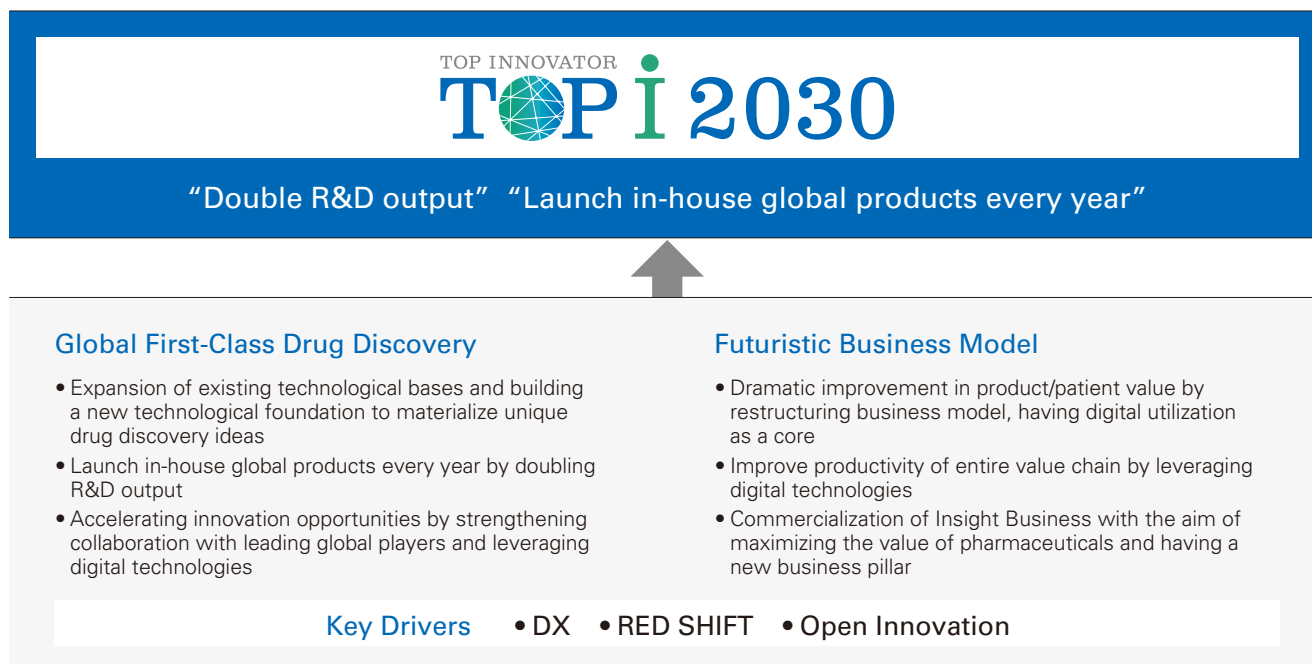 TOP INNOVATOR
TOP i 2030
“Double R&D output” “Launch in-house global products every year”
Global First-Class Drug Discovery
• Expansion of existing technological bases and building
a new technological foundation to materialize unique
drug discovery ideas
• Launch in-house global products every year by doubling
R&D output
• Accelerating innovation opportunities by strengthening
collaboration with leading global players and leveraging
digital technologies
Futuristic Business Model
• Dramatic improvement in product/patient value by
restructuring business model, having digital utilization
as a core
• Improve productivity of entire value chain by leveraging
digital technologies
• Commercialization of Insight Business with the aim of
maximizing the value of pharmaceuticals and having a
new business pillar
Key Drivers • DX • RED SHIFT • Open Innovation